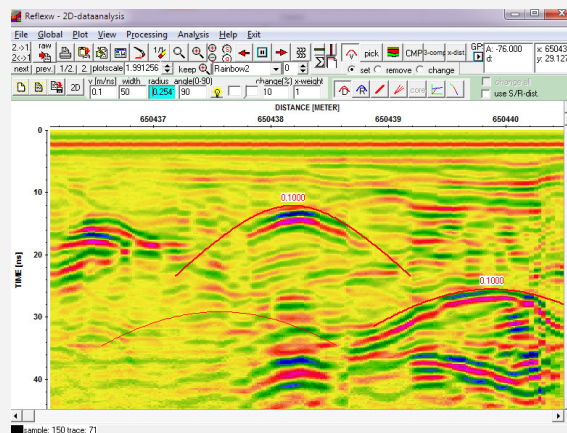 Reflexw - 2D-dataanalysis
File Global Plot View Processing Analysis Help Exit
2.->1 raw 1/2 pick CMP 3-comp x-dist. GP A: -76.000 x: 65043
2<->1 set remove change d: y: 29.127
next prev. 1/2 2. plotscale 1.991256 keep Rainbow2 0
v [m/ns] width radius angle(0-90) change(%) x-weight change all
2D 0.1 50 0.254 90 10 1 D R core use S/R-dist.
DISTANCE [METER]
650437 650438 650439 650440
0
10
0.1000
20
TIME [ns]
0.1000
30
40
sample: 150 trace: 71